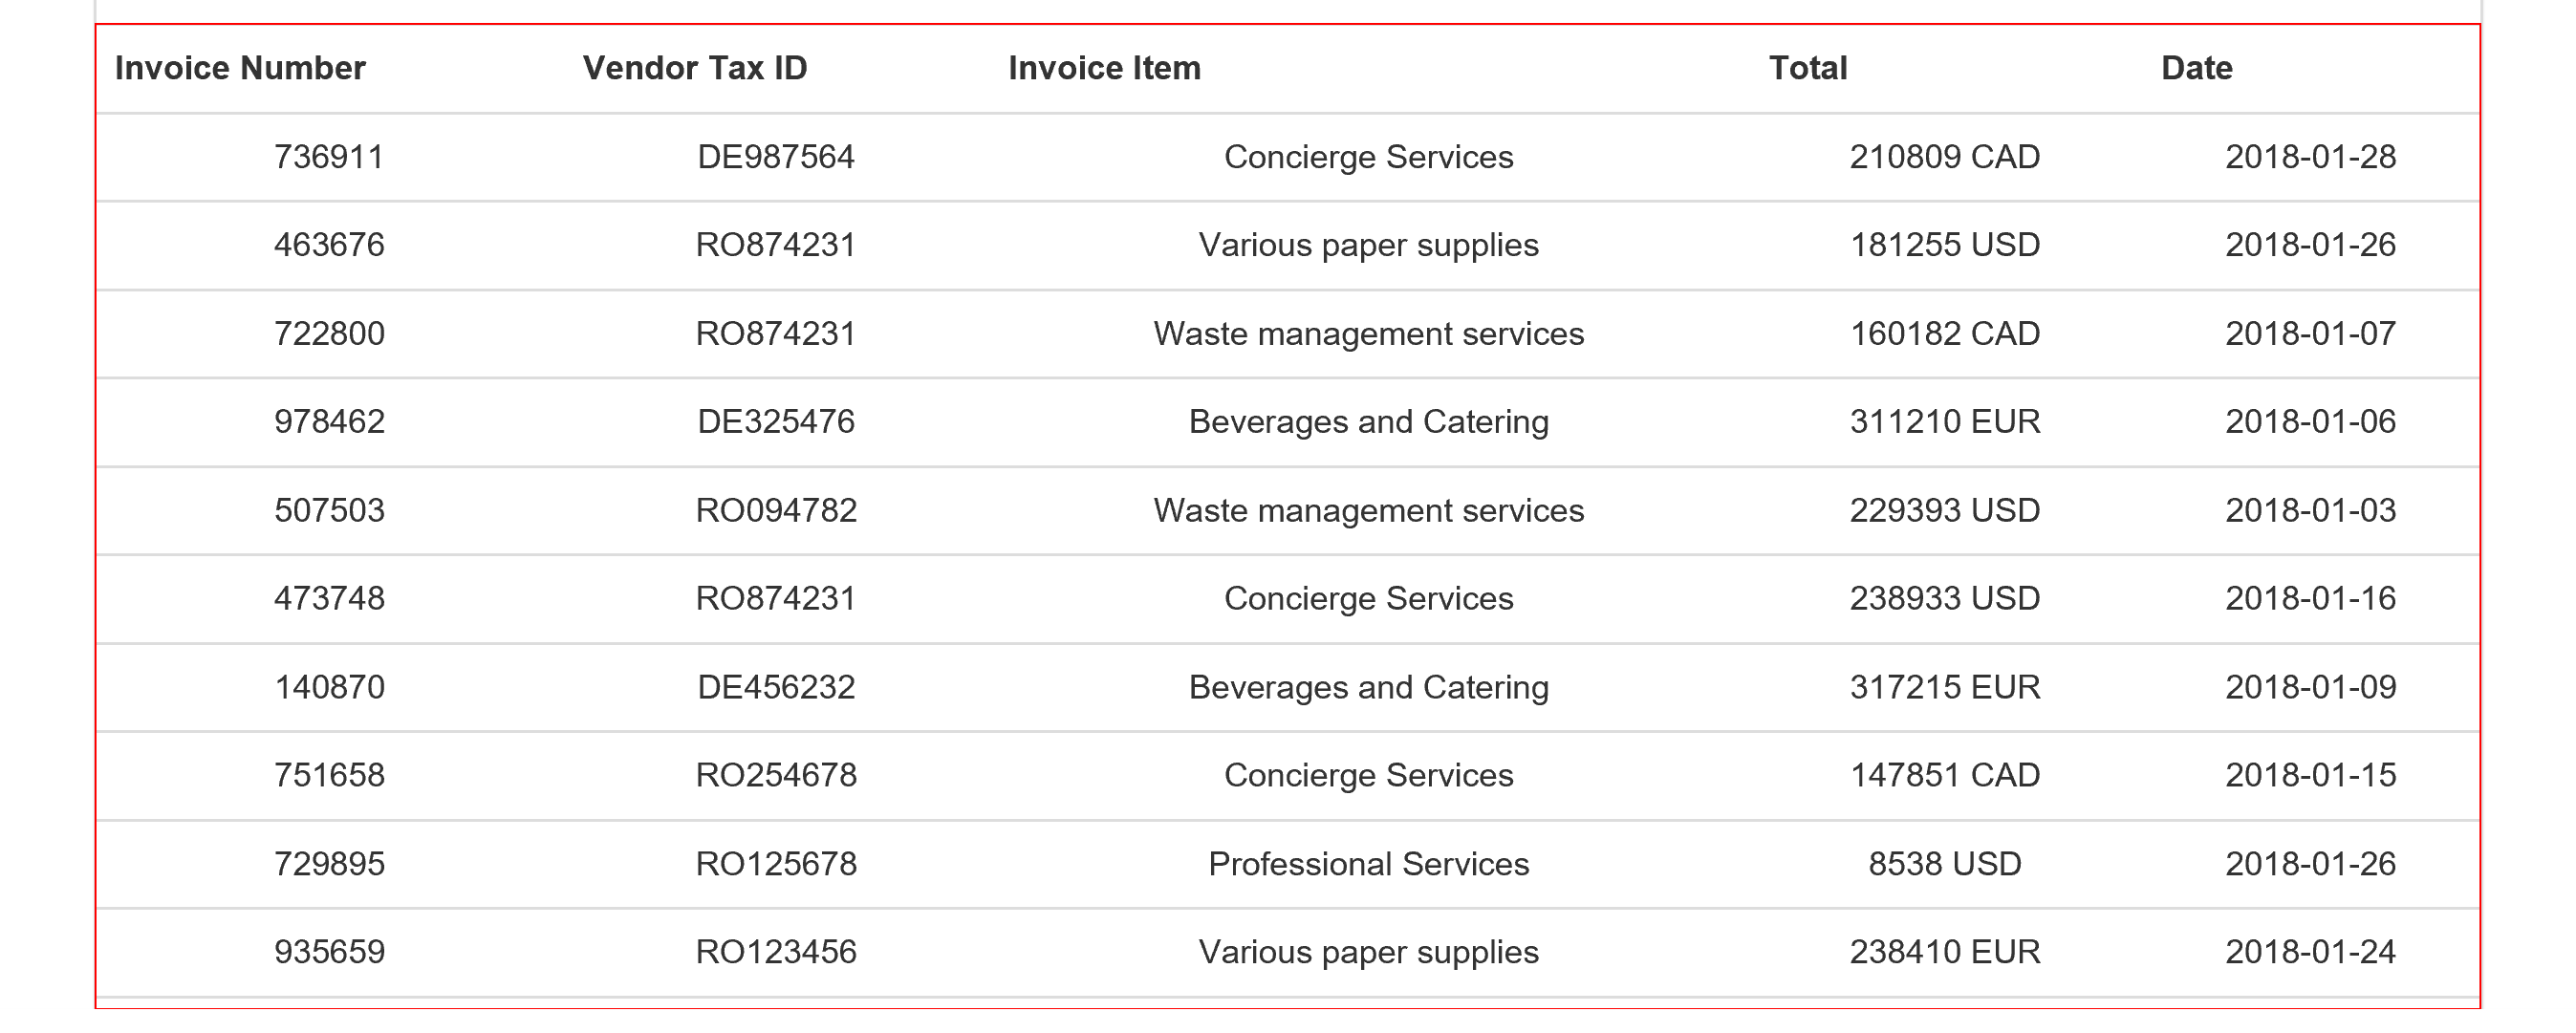 Invoice Number Vendor Tax ID Invoice Item Total Date
736911 DE987564 Concierge Services 210809 CAD 2018-01-28
463676 RO874231 Various paper supplies 181255 USD 2018-01-26
722800 RO874231 Waste management services 160182 CAD 2018-01-07
978462 DE325476 Beverages and Catering 311210 EUR 2018-01-06
507503 RO094782 Waste management services 229393 USD 2018-01-03
473748 RO874231 Concierge Services 238933 USD 2018-01-16
140870 DE456232 Beverages and Catering 317215 EUR 2018-01-09
751658 RO254678 Concierge Services 147851 CAD 2018-01-15
729895 RO125678 Professional Services 8538 USD 2018-01-26
935659 RO123456 Various paper supplies 238410 EUR 2018-01-24